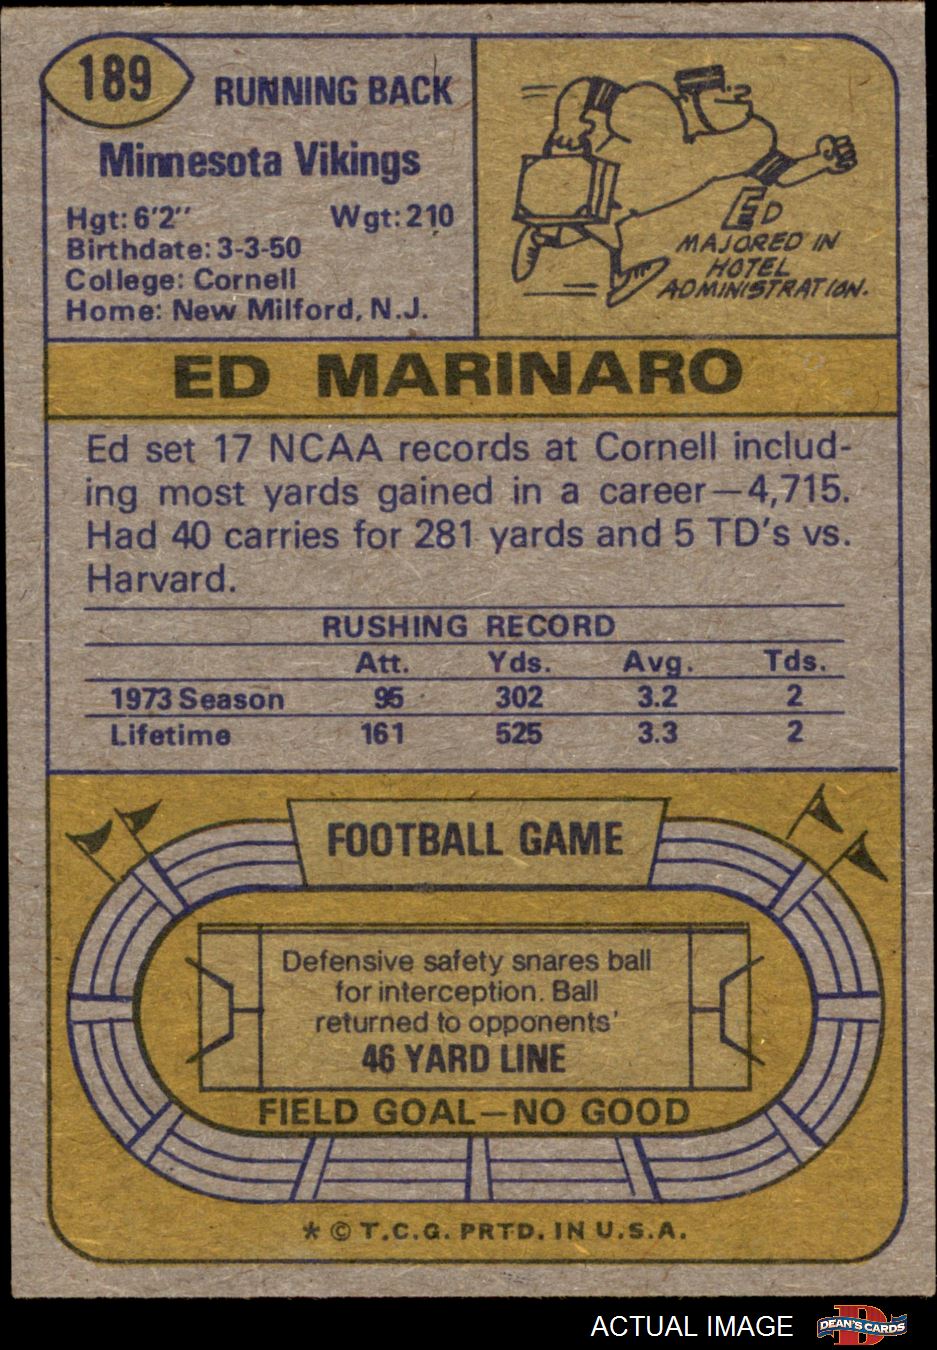 189
RUNNING BACK
Minnesota Vikings
Hgt: 6'2" Wgt: 210
Birthdate: 3-3-50
College: Cornell
Home: New Milford, N.J.
ED
MAJORED IN
HOTEL
ADMINISTRATION.
ED MARINARO
Ed set 17 NCAA records at Cornell includ-
ing most yards gained in a career—4,715.
Had 40 carries for 281 yards and 5 TD's vs.
Harvard.
RUSHING RECORD
Att. Yds. Avg. Tds.
1973 Season 95 302 3.2 2
Lifetime 161 525 3.3 2
FOOTBALL GAME
Defensive safety snares ball
for interception. Ball
returned to opponents'
46 YARD LINE
FIELD GOAL—NO GOOD
* © T.C.G. PRTD. IN U.S.A.
ACTUAL IMAGE
D
DEAN'S CARDS